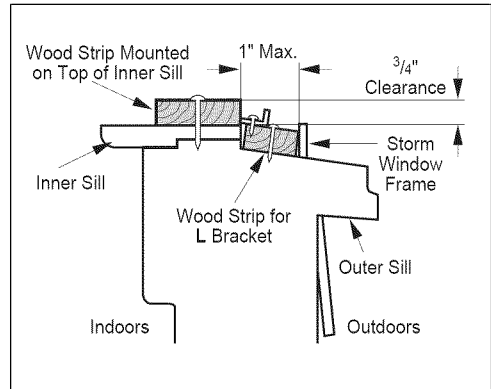 Wood Strip Mounted
on Top of Inner Sill
1" Max.
3/4"
Clearance
Inner Sill
Storm
Window
Frame
Wood Strip for
L Bracket
Outer Sill
Indoors
Outdoors